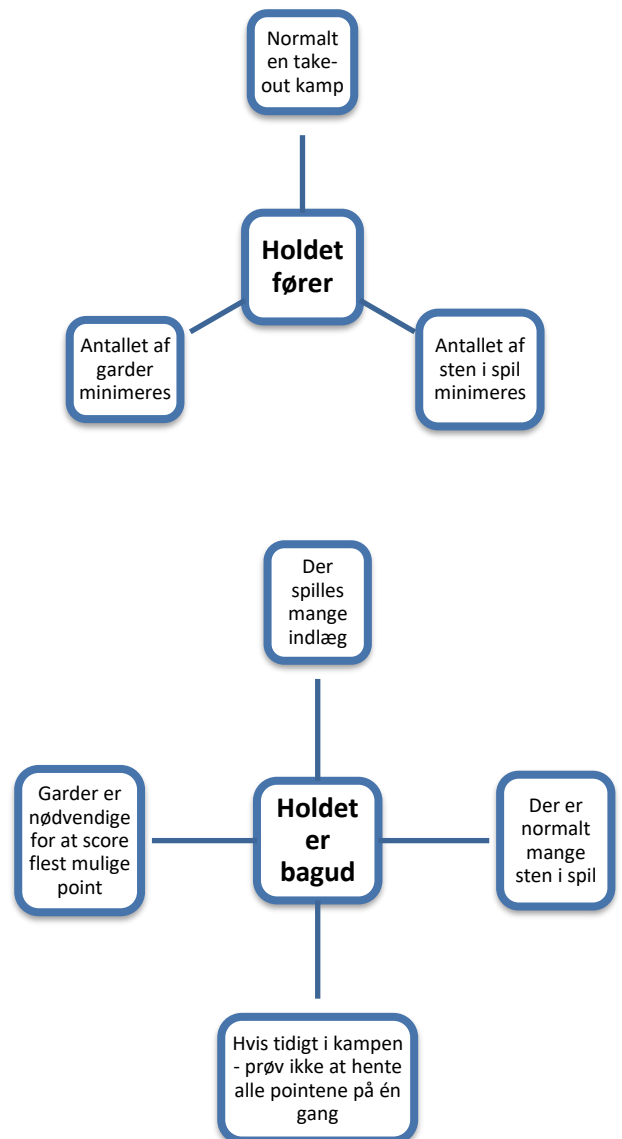 Normalt
en take-
out kamp
Holdet
fører
Antallet af
garder
minimeres
Antallet af
sten i spil
minimeres
Der
spilles
mange
indlæg
Garder er
nødvendige
for at score
flest mulige
point
Holdet
er
bagud
Der er
normalt
mange
sten i spil
Hvis tidigt i kampen
- prøv ikke at hente
alle pointene på én
gang